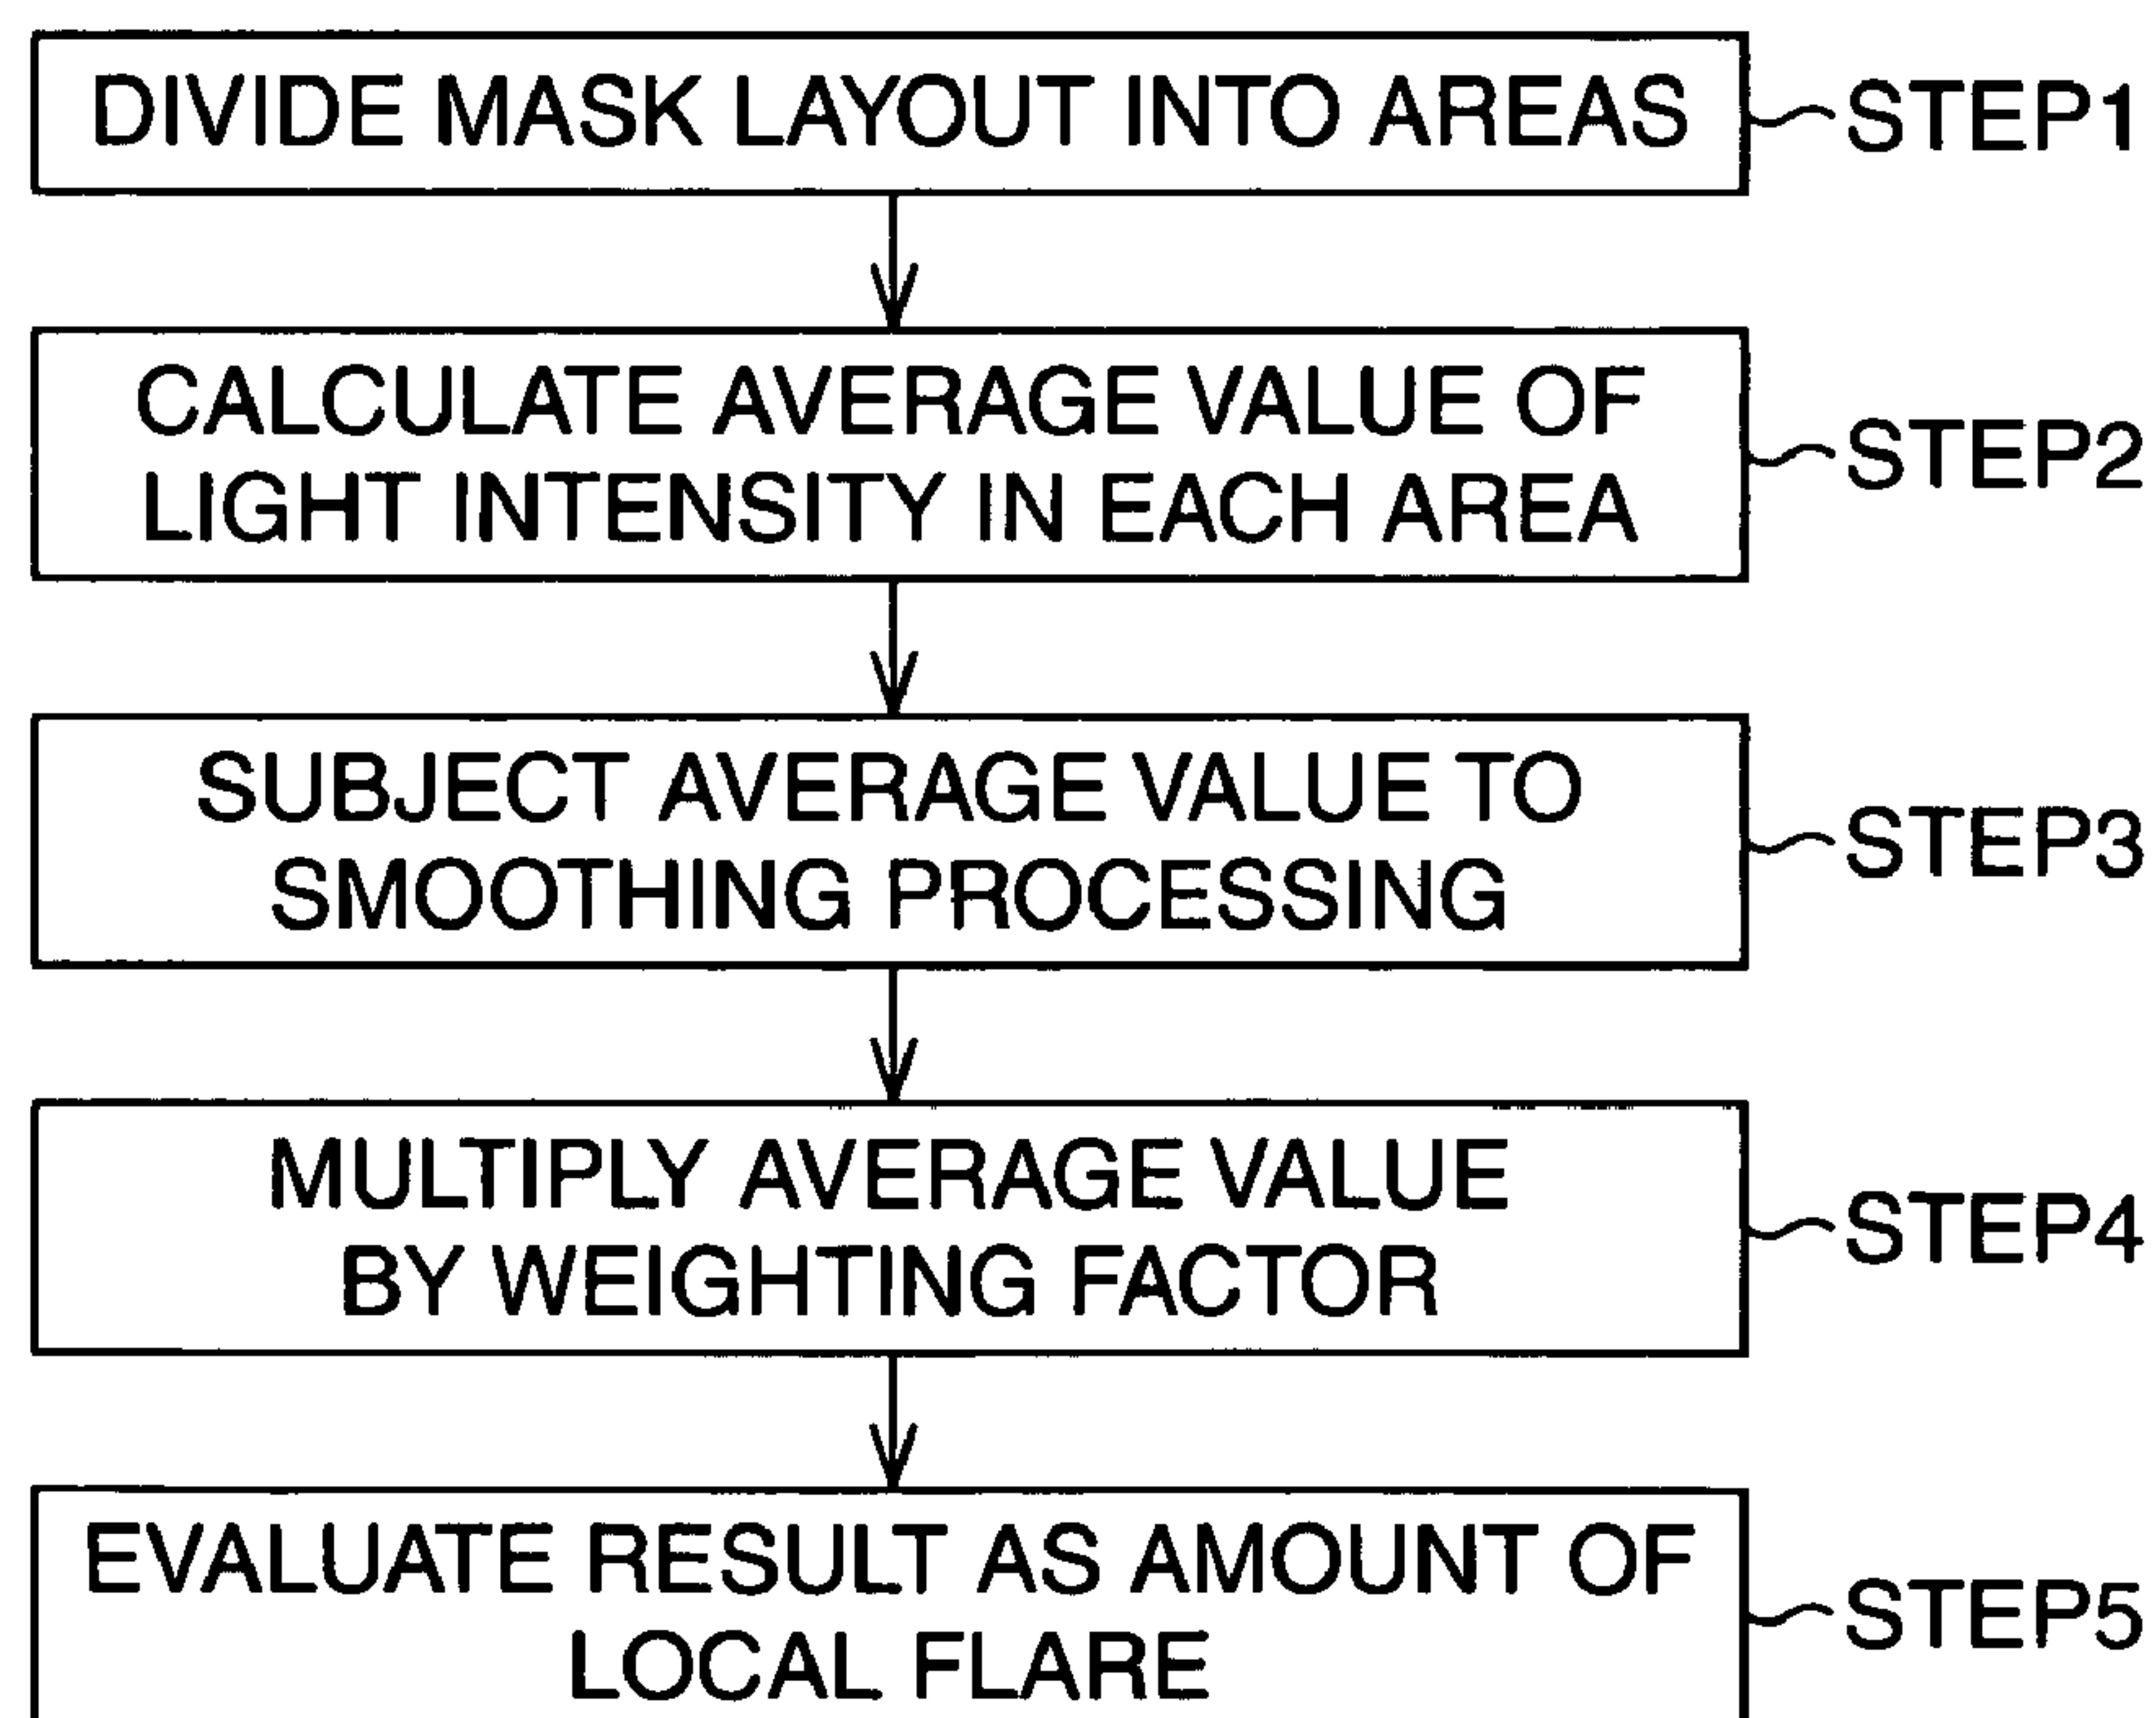 DIVIDE MASK LAYOUT INTO AREAS
STEP1
CALCULATE AVERAGE VALUE OF
LIGHT INTENSITY IN EACH AREA
STEP2
SUBJECT AVERAGE VALUE TO
SMOOTHING PROCESSING
STEP3
MULTIPLY AVERAGE VALUE
BY WEIGHTING FACTOR
STEP4
EVALUATE RESULT AS AMOUNT OF
LOCAL FLARE
STEP5